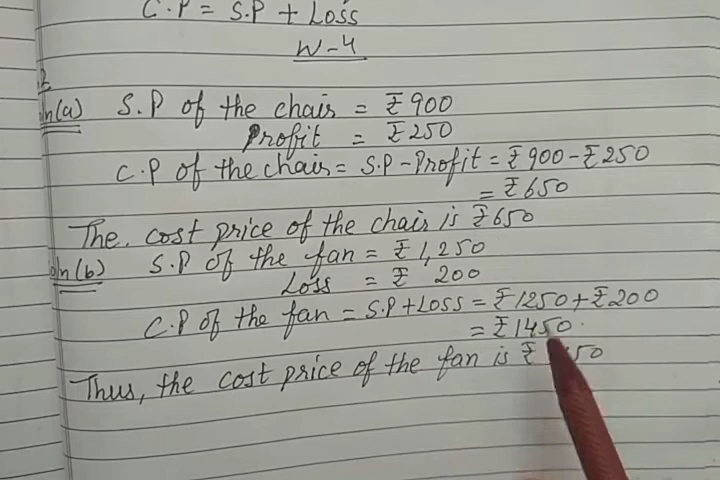 C.P = S.P + Loss
W-4
2
n(a) S.P of the chair = ₹900
Profit = ₹250
C.P of the chair = S.P-Profit = ₹900-₹250
= ₹650
The. cost price of the chair is ₹650
n(b) S.P of the fan = ₹1,250
Loss = ₹ 200
C.P of the fan = S.P+Loss = ₹1250+₹200
= ₹1450.
Thus, the cost price of the fan is ₹